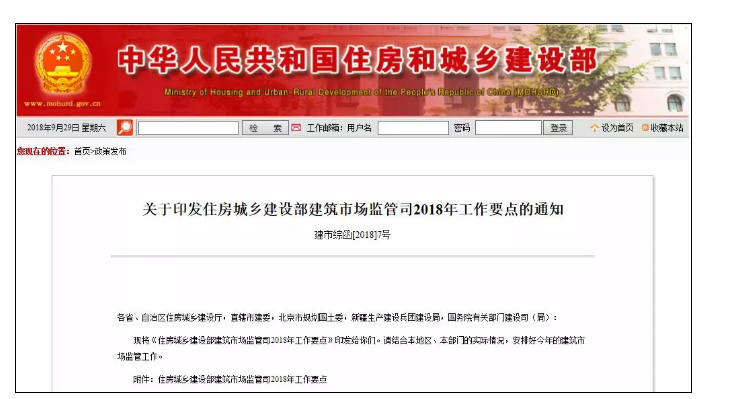 中华人民共和国住房和城乡建设部
Ministry of Housing and Urban-Rural Development of the People's Republic of China (MOHURD)
www.mohurd.gov.cn
2018年9月29日 星期六 检 索 工作邮箱：用户名 密码 登录 设为首页 收藏本站
您现在的位置：首页>政策发布
关于印发住房城乡建设部建筑市场监管司2018年工作要点的通知
建市综函[2018]7号
各省、自治区住房城乡建设厅，直辖市建委，北京市规划国土委，新疆生产建设兵团建设局，国务院有关部门建设司（局）：
现将《住房城乡建设部建筑市场监管司2018年工作要点》印发给你们。请结合本地区、本部门的实际情况，安排好今年的建筑市
场监管工作。
附件：住房城乡建设部建筑市场监管司2018年工作要点